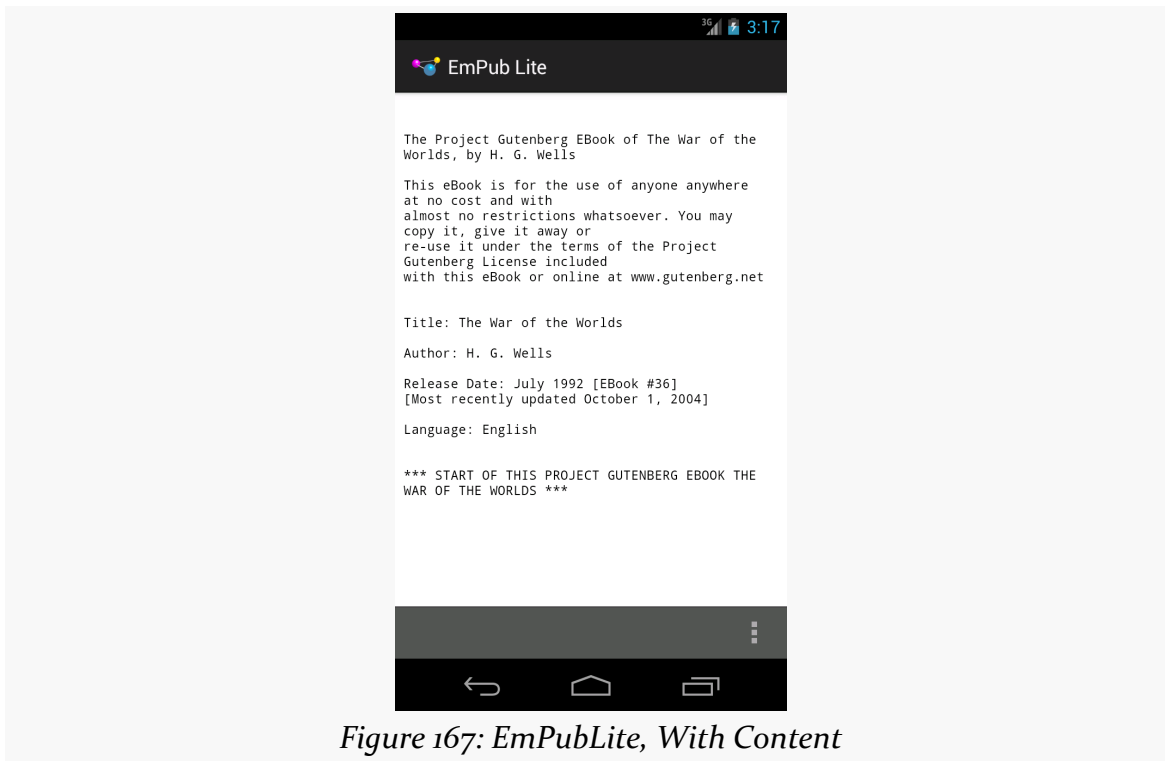 3G 3:17
EmPub Lite
The Project Gutenberg EBook of The War of the
Worlds, by H. G. Wells
This eBook is for the use of anyone anywhere
at no cost and with
almost no restrictions whatsoever. You may
copy it, give it away or
re-use it under the terms of the Project
Gutenberg License included
with this eBook or online at www.gutenberg.net
Title: The War of the Worlds
Author: H. G. Wells
Release Date: July 1992 [EBook #36]
[Most recently updated October 1, 2004]
Language: English
*** START OF THIS PROJECT GUTENBERG EBOOK THE
WAR OF THE WORLDS ***
Figure 167: EmPubLite, With Content